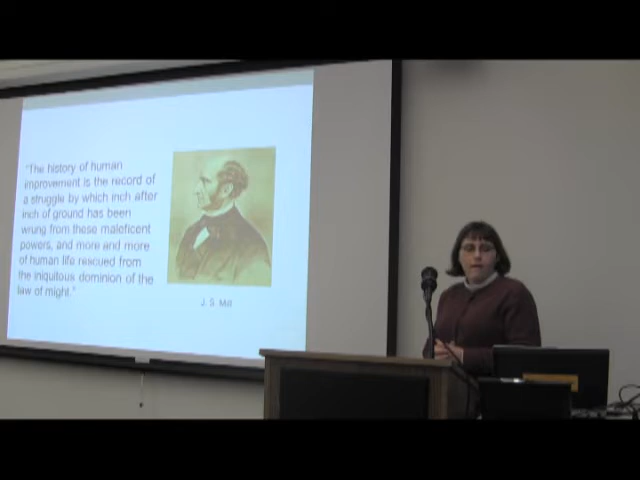 "The history of human
improvement is the record of
a struggle by which inch after
inch of ground has been
wrung from these maleficent
powers, and more and more
of human life rescued from
the iniquitous dominion of the
law of might."
J. S. Mill